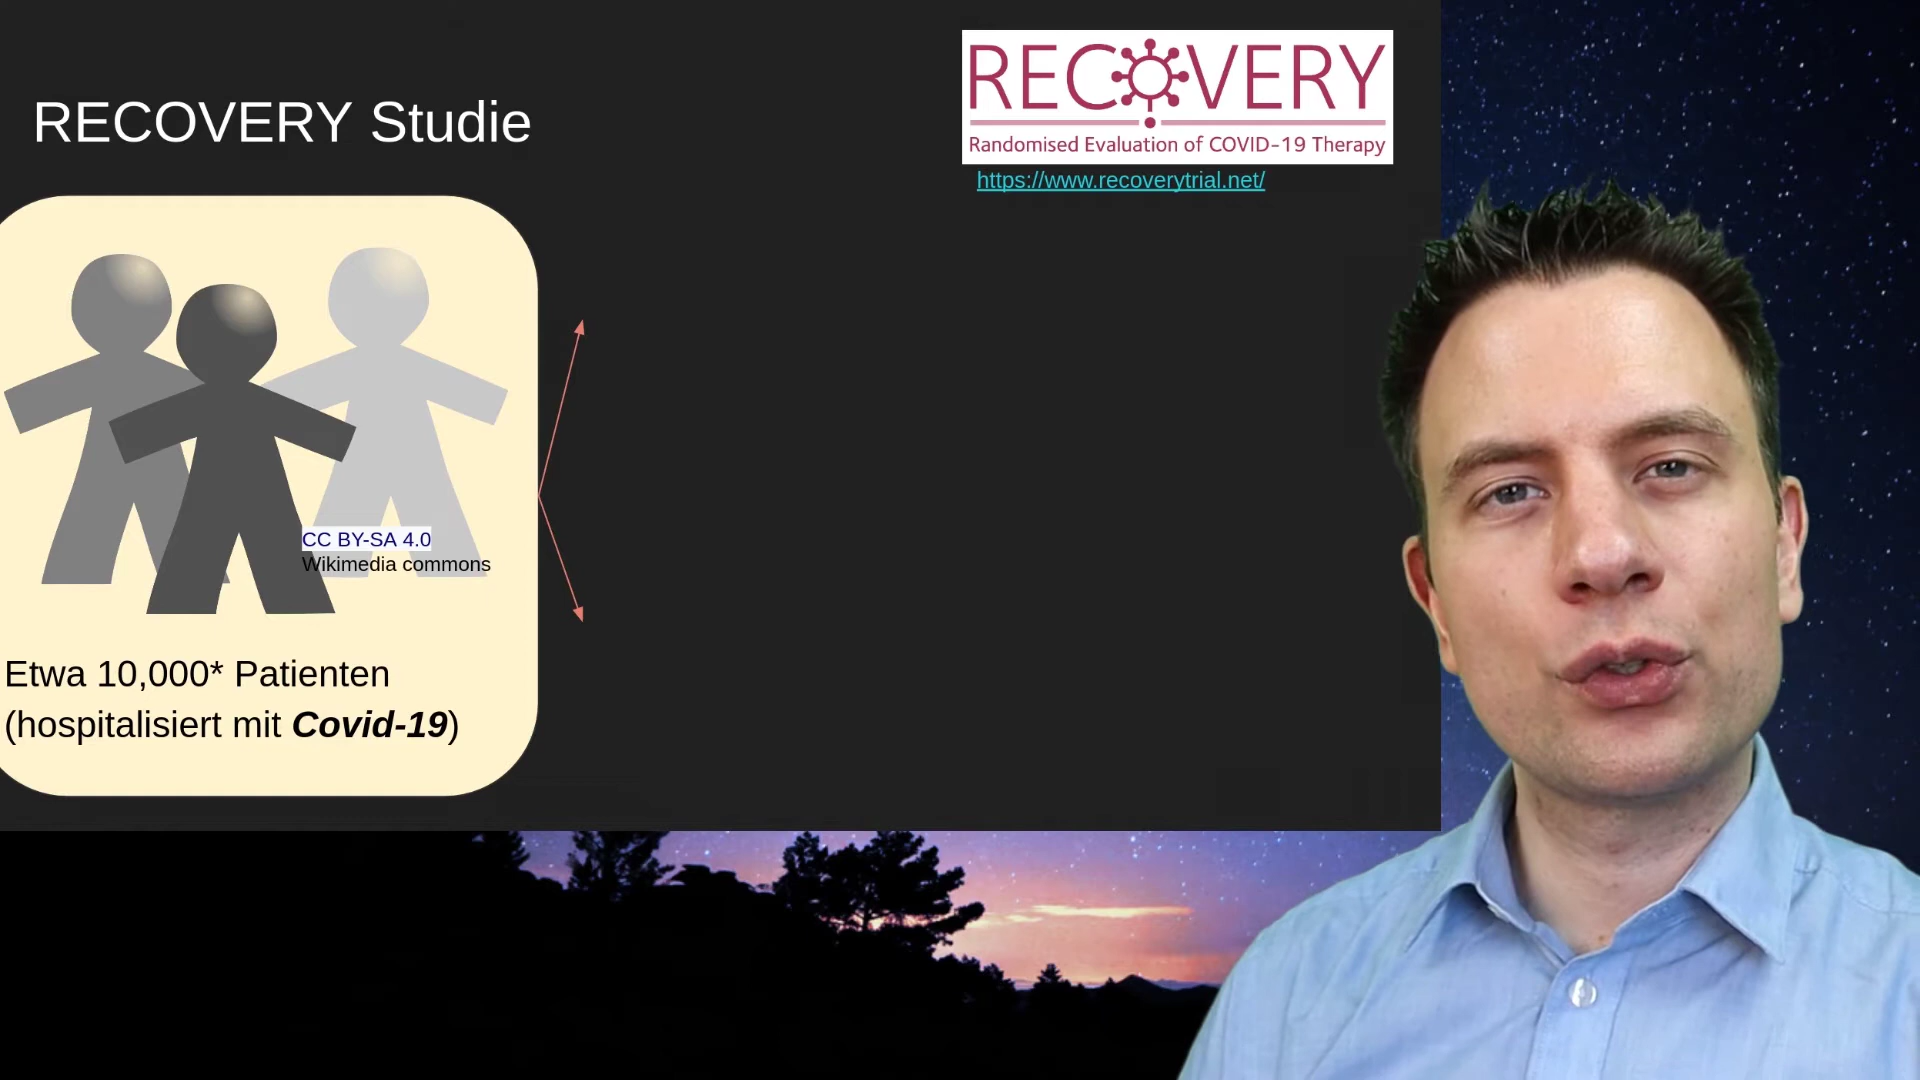 RECOVERY Studie
RECOVERY
Randomised Evaluation of COVID-19 Therapy
https://www.recoverytrial.net/
CC BY-SA 4.0
Wikimedia commons
Etwa 10,000* Patienten
(hospitalisiert mit Covid-19)